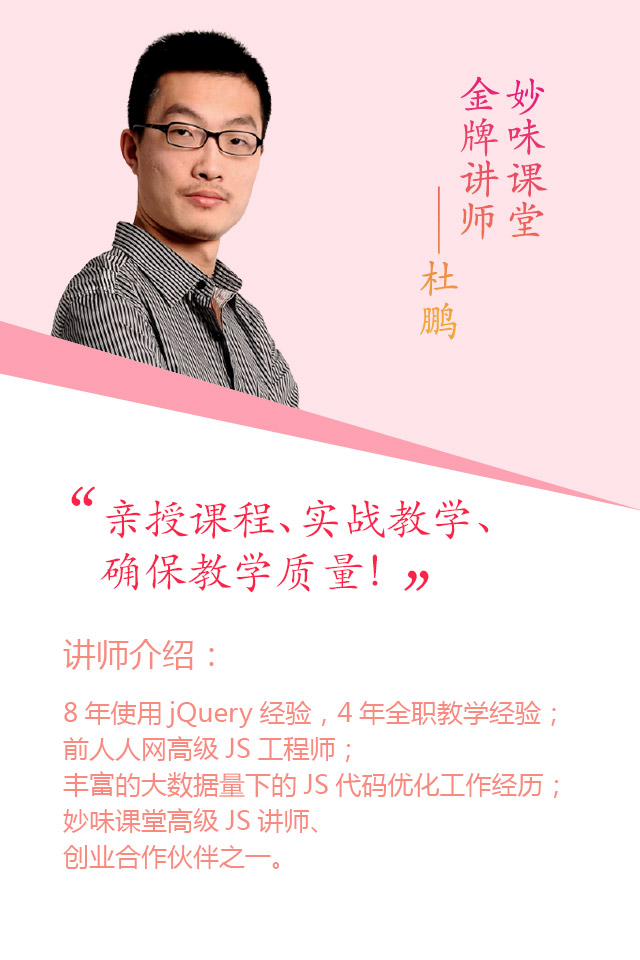 妙味课堂
金牌讲师
——杜鹏
“亲授课程、实战教学、
确保教学质量！”
讲师介绍：
8 年使用 jQuery 经验，4 年全职教学经验；
前人人网高级 JS 工程师；
丰富的大数据量下的 JS 代码优化工作经历；
妙味课堂高级 JS 讲师、
创业合作伙伴之一。